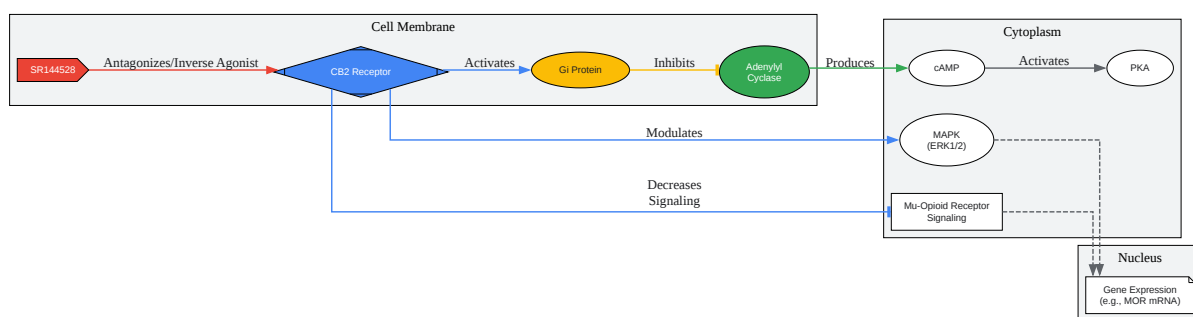 Cell Membrane
SR144528
Antagonizes/Inverse Agonist
CB2 Receptor
Activates
Gi Protein
Inhibits
Adenylyl
Cyclase
Produces
Cytoplasm
cAMP
Activates
PKA
Modulates
MAPK
(ERK1/2)
Decreases
Signaling
Mu-Opioid Receptor
Signaling
Nucleus
Gene Expression
(e.g., MOR mRNA)